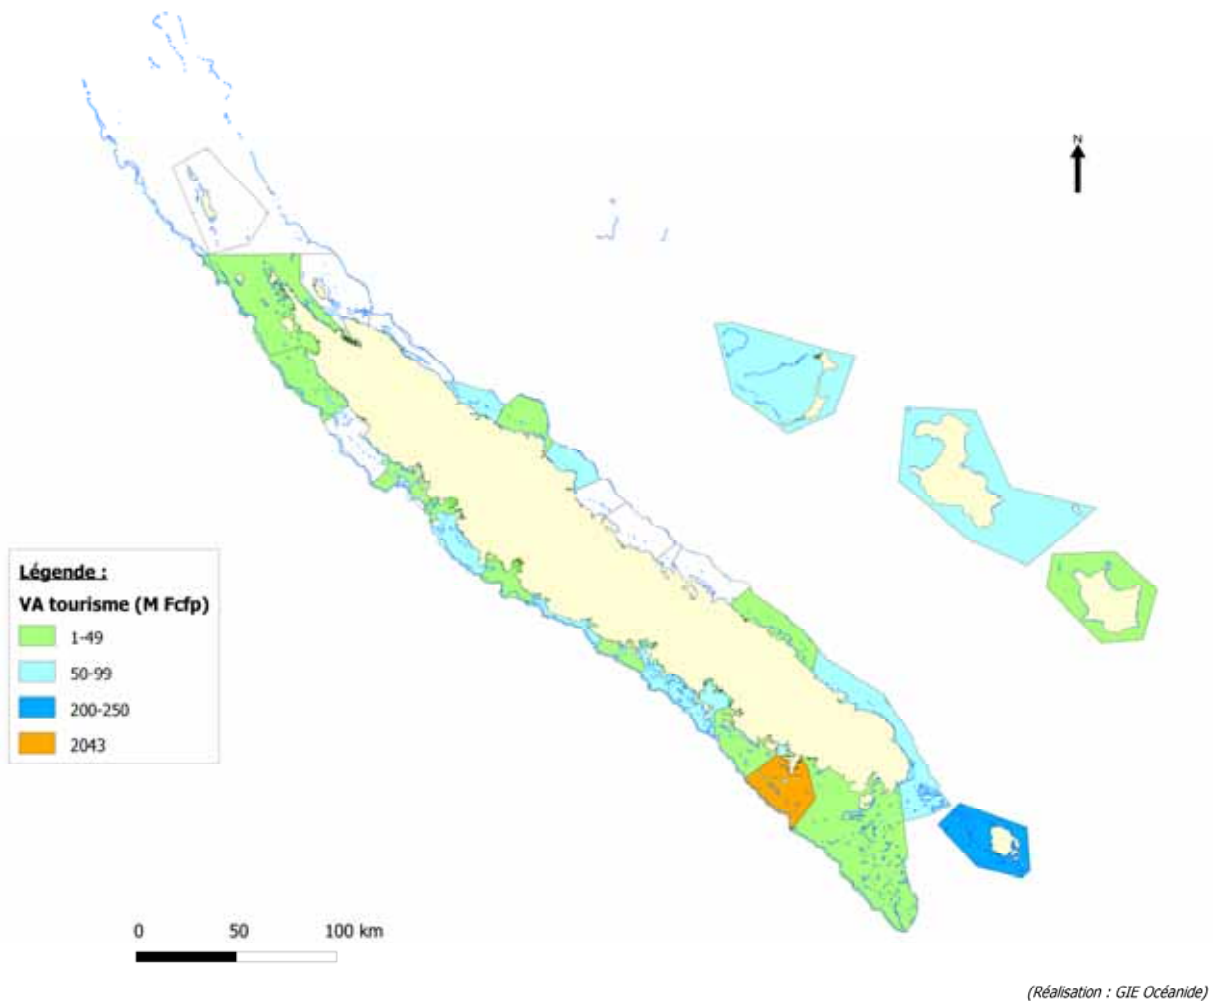 N
Légende :
VA tourisme (M Fcfp)
1-49
50-99
200-250
2043
0 50 100 km
(Réalisation : GIE Océanide)